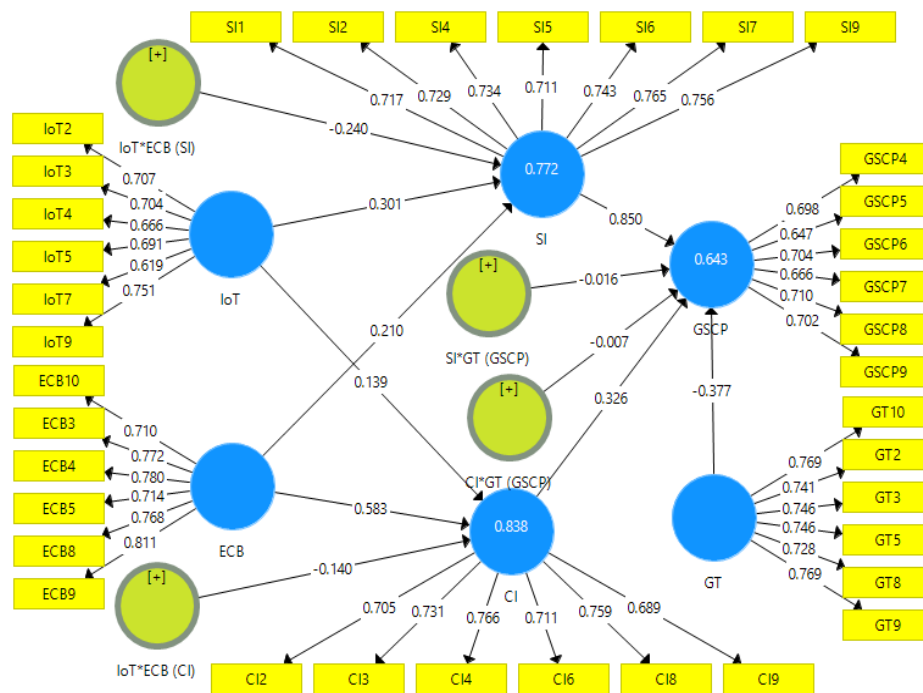 SI1 SI2 SI4 SI5 SI6 SI7 SI9
[+]
IoT*ECB (SI)
0.717 0.729 0.734 0.711 0.743 0.765 0.756
-0.240
0.772
SI
IoT2
IoT3
IoT4
IoT5
IoT7
IoT9
0.707
0.704
0.666
0.691
0.619
0.751
IoT
0.301
0.210
0.139
0.850
[+]
SI*GT (GSCP)
-0.016
[+]
CI*GT (GSCP)
-0.007
0.326
0.643
GSCP
0.698
0.647
0.704
0.666
0.710
0.702
GSCP4
GSCP5
GSCP6
GSCP7
GSCP8
GSCP9
-0.377
ECB10
ECB3
ECB4
ECB5
ECB8
ECB9
0.710
0.772
0.780
0.714
0.768
0.811
ECB
0.583
[+]
IoT*ECB (CI)
-0.140
0.838
CI
0.705 0.731 0.766 0.711 0.759 0.689
CI2 CI3 CI4 CI6 CI8 CI9
GT
0.769
0.741
0.746
0.746
0.728
0.769
GT10
GT2
GT3
GT5
GT8
GT9